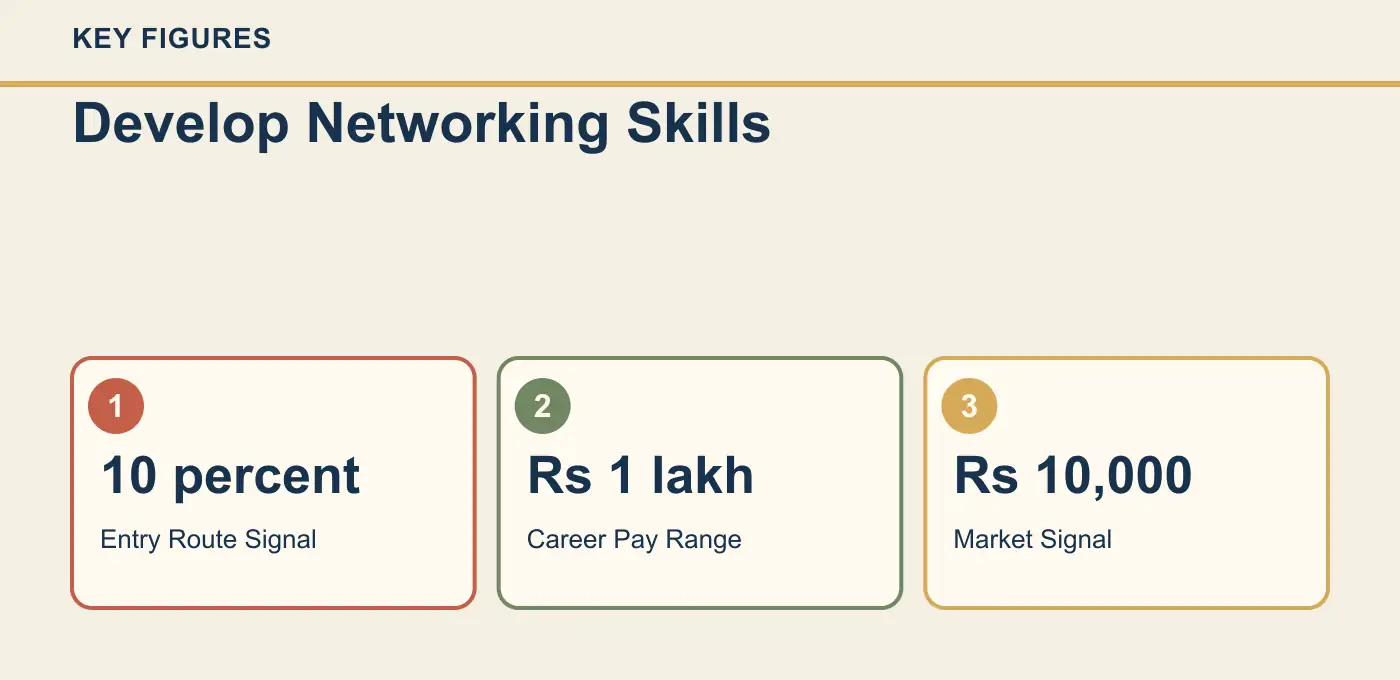 KEY FIGURES
Develop Networking Skills
1
10 percent
Entry Route Signal
2
Rs 1 lakh
Career Pay Range
3
Rs 10,000
Market Signal